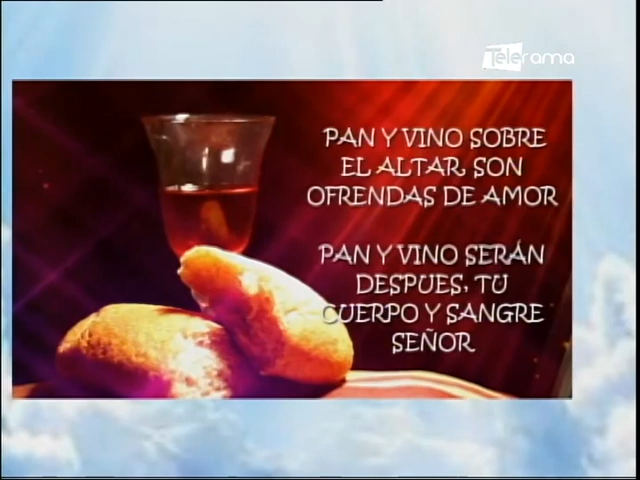 Telerama
PAN Y VINO SOBRE
EL ALTAR, SON
OFRENDAS DE AMOR
PAN Y VINO SERÁN
DESPUES, TU
CUERPO Y SANGRE
SEÑOR